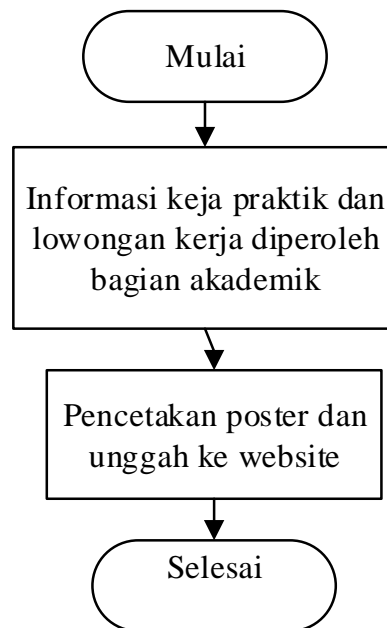 Mulai
Informasi keja praktik dan
lowongan kerja diperoleh
bagian akademik
Pencetakan poster dan
unggah ke website
Selesai